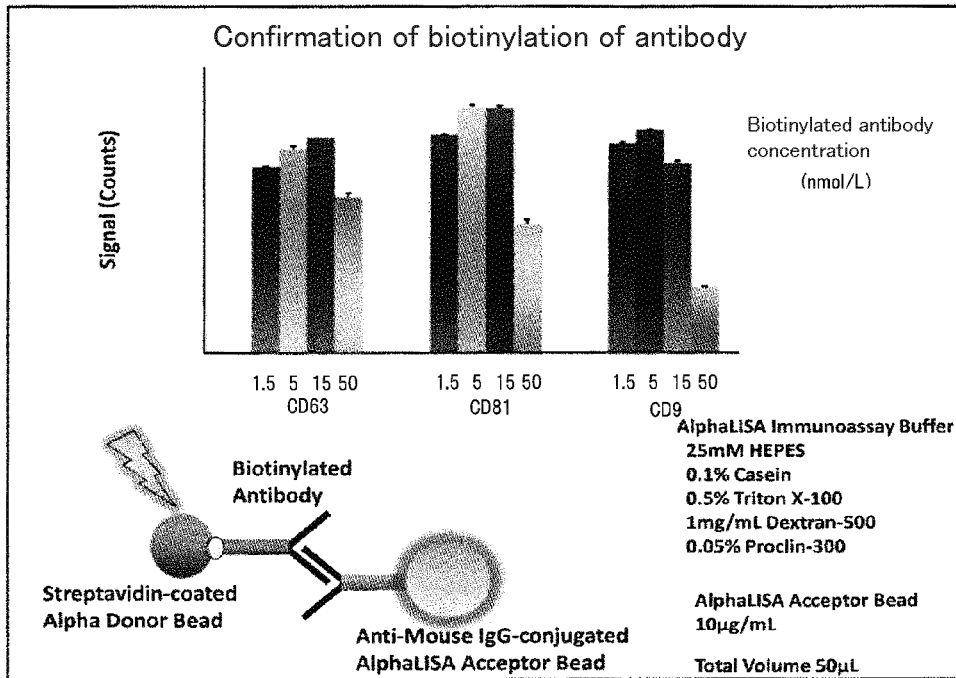 Confirmation of biotinylation of antibody
Signal (Counts)
Biotinylated antibody
concentration
(nmol/L)
1.5 5 15 50
CD63
1.5 5 15 50
CD81
1.5 5 15 50
CD9
Biotinylated
Antibody
Streptavidin-coated
Alpha Donor Bead
Anti-Mouse IgG-conjugated
AlphaLISA Acceptor Bead
AlphaLISA Immunoassay Buffer
25mM HEPES
0.1% Casein
0.5% Triton X-100
1mg/mL Dextran-500
0.05% Proclin-300
AlphaLISA Acceptor Bead
10µg/mL
Total Volume 50µL